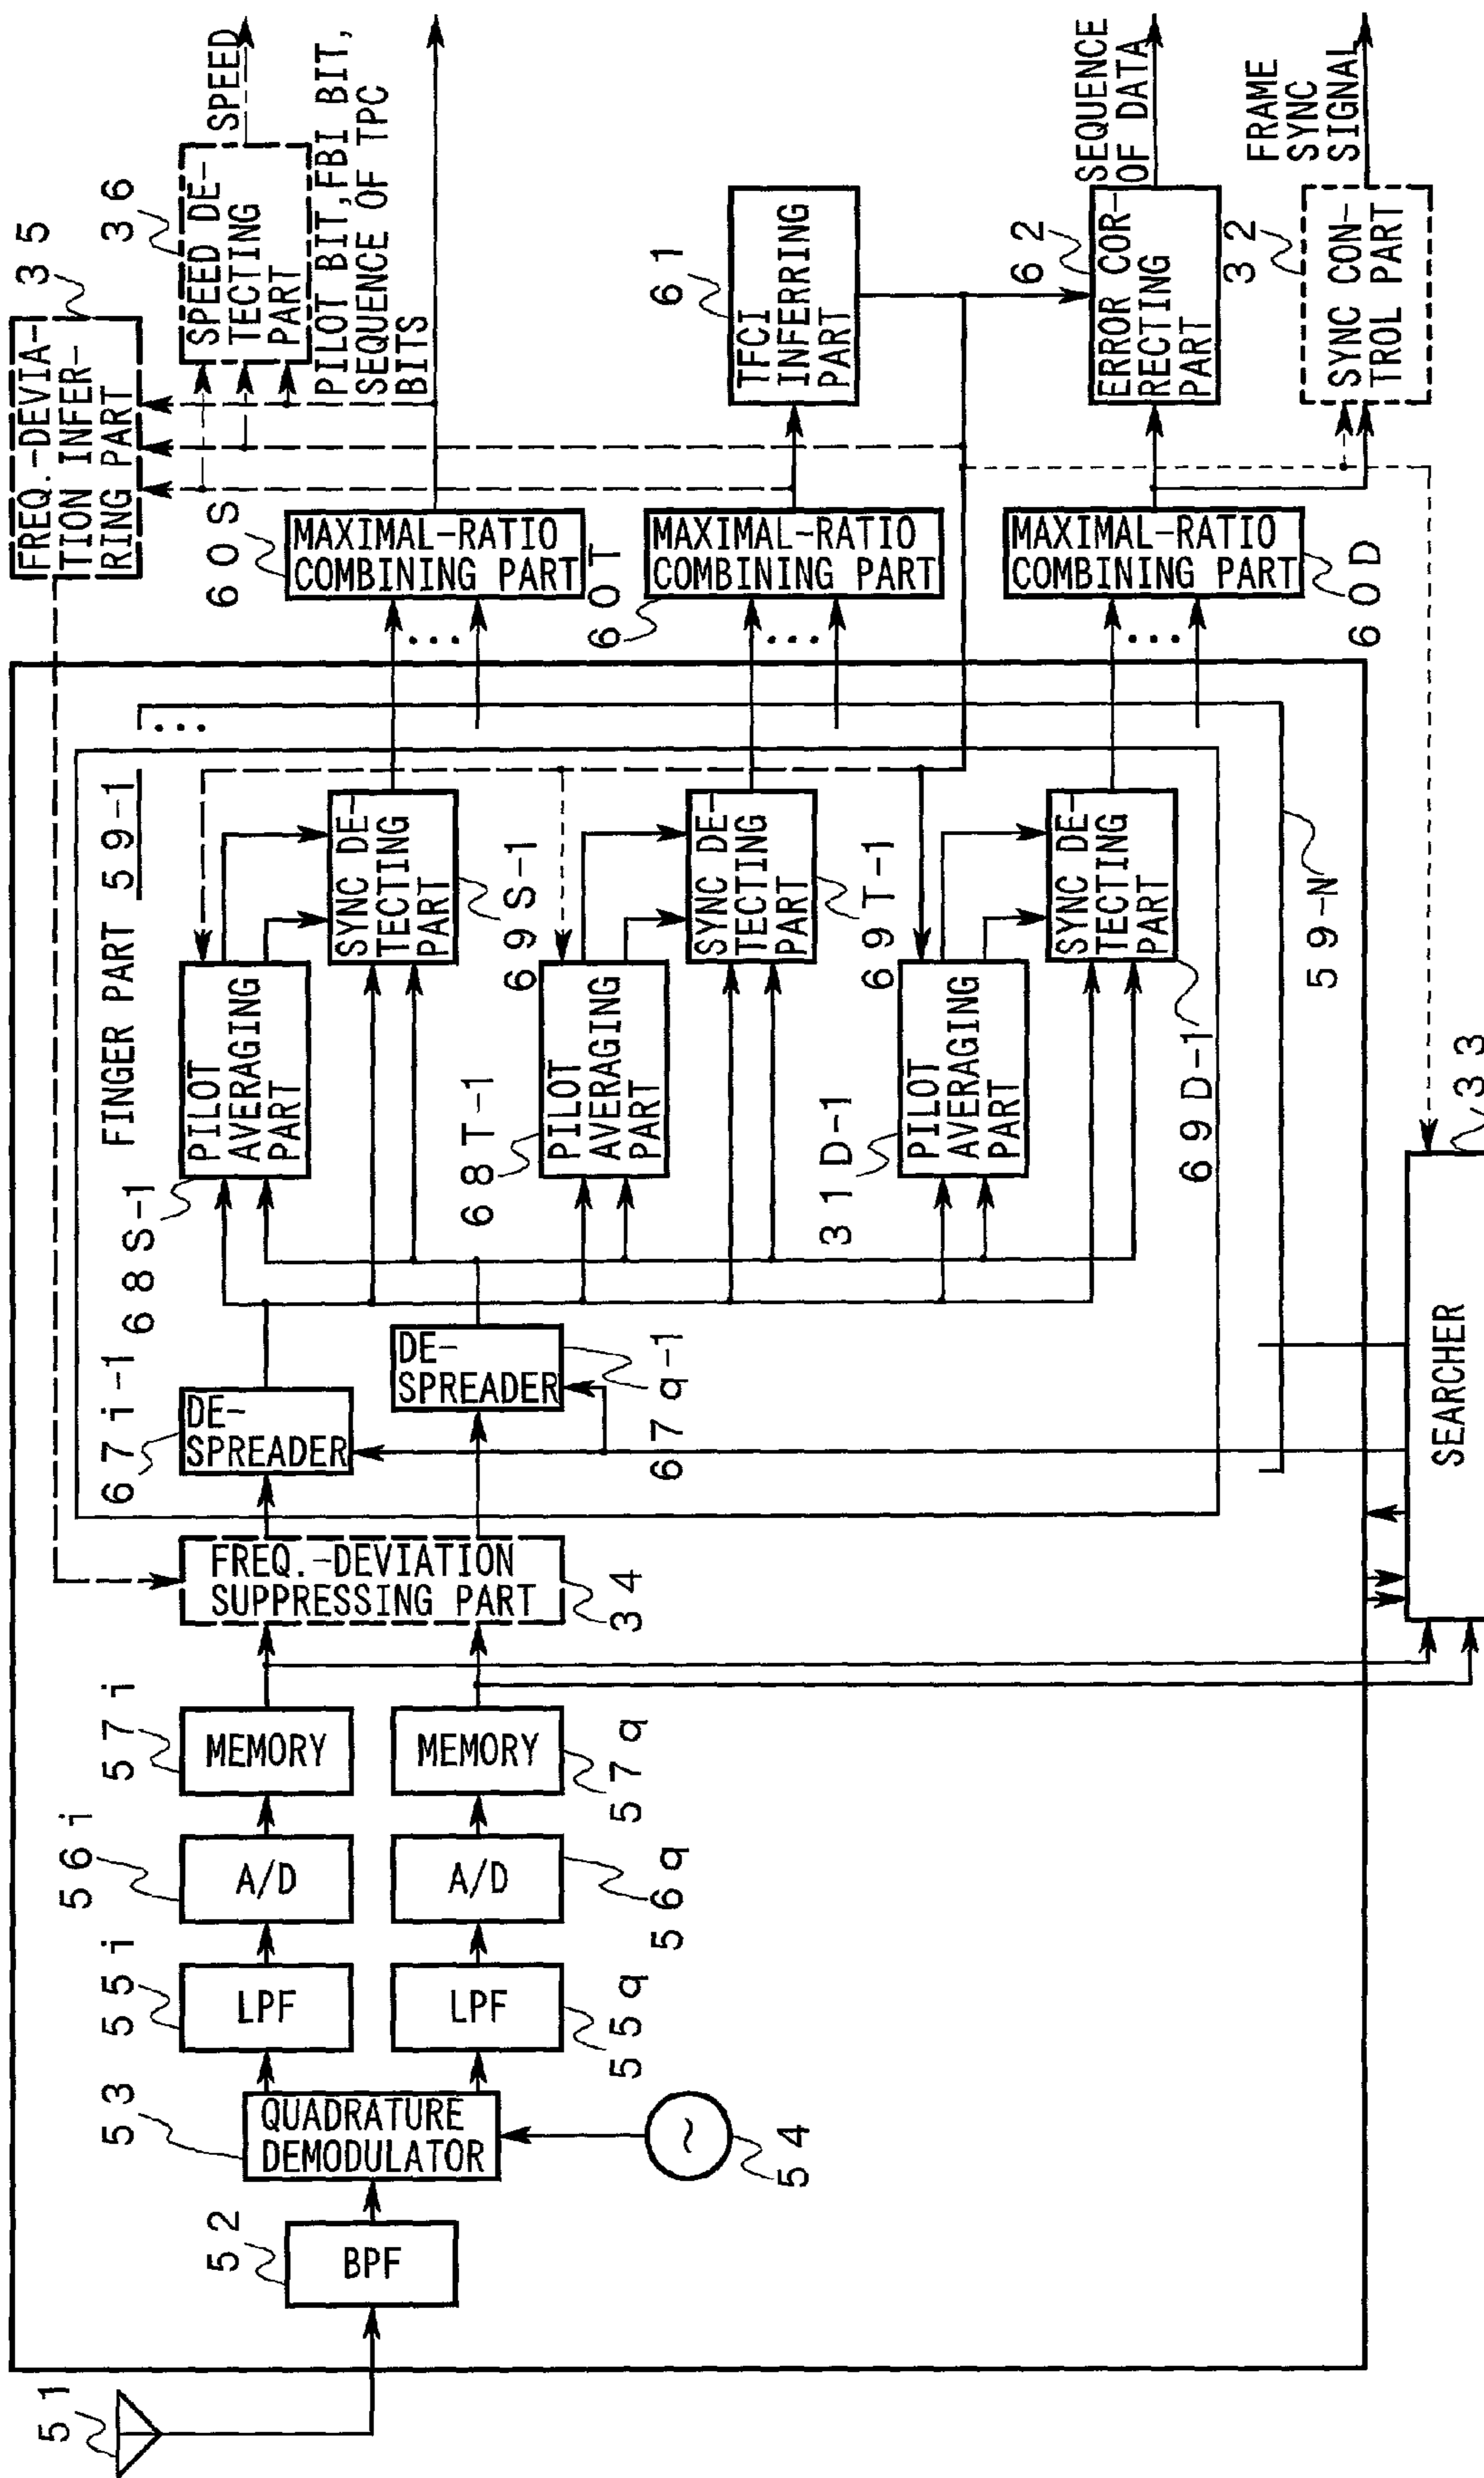 51
52
BPF
53
QUADRATURE
DEMODULATOR
54
~
55i
LPF
55q
LPF
56i
A/D
56q
A/D
57i
MEMORY
57q
MEMORY
FREQ.-DEVIATION
SUPPRESSING PART
34
FINGER PART 59-1
...
67i-1
DE-
SPREADER
DE-
SPREADER
67q-1
68S-1
PILOT
AVERAGING
PART
SYNC DE-
TECTING
PART
69S-1
68T-1
PILOT
AVERAGING
PART
SYNC DE-
TECTING
PART
69T-1
31D-1
PILOT
AVERAGING
PART
SYNC DE-
TECTING
PART
69D-1
59-N
SEARCHER
33
60S
MAXIMAL-RATIO
COMBINING PART
...
60T
MAXIMAL-RATIO
COMBINING PART
...
MAXIMAL-RATIO
COMBINING PART
60D
...
FREQ.-DEVIA-
TION INFER-
RING PART
35
SPEED DE-
TECTING
PART
36
SPEED
PILOT BIT,FBI BIT,
SEQUENCE OF TPC
BITS
TFCI
INFERRING
PART
61
62
ERROR COR-
RECTING
PART
SEQUENCE
OF DATA
32
SYNC CON-
TROL PART
FRAME
SYNC
SIGNAL